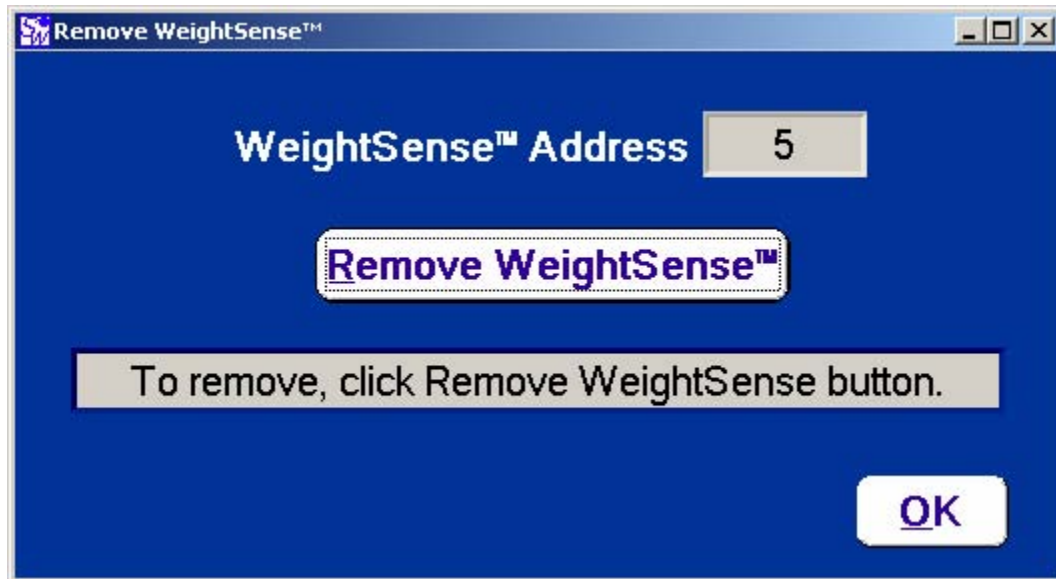 Remove WeightSense™
WeightSense™ Address 5
Remove WeightSense™
To remove, click Remove WeightSense button.
OK